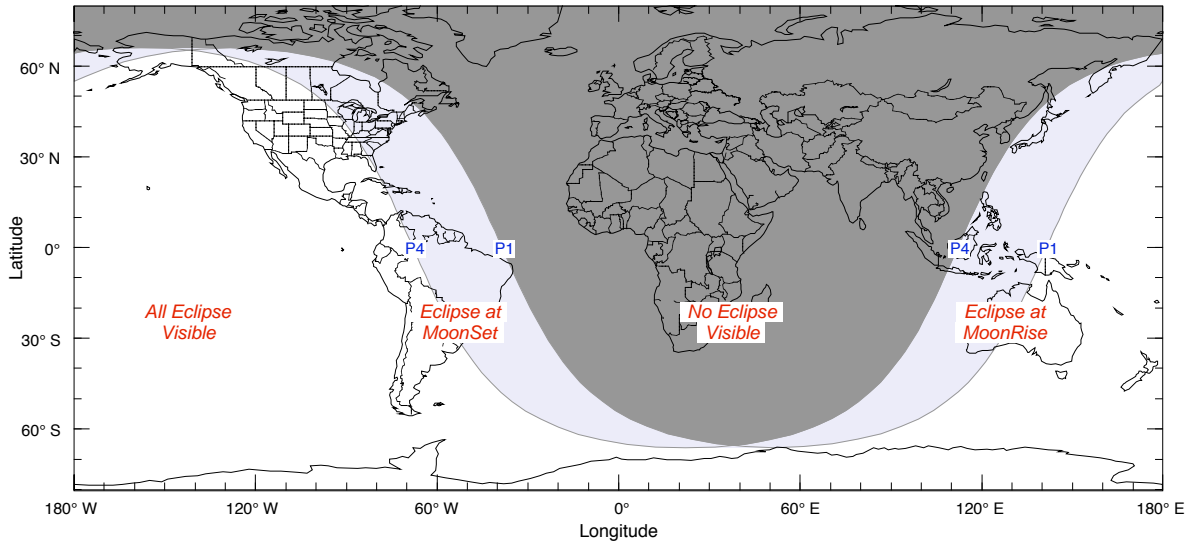 60° N
30° N
0°
30° S
60° S
Latitude
P4
P1
P4
P1
All Eclipse
Visible
Eclipse at
MoonSet
No Eclipse
Visible
Eclipse at
MoonRise
180° W
120° W
60° W
0°
60° E
120° E
180° E
Longitude